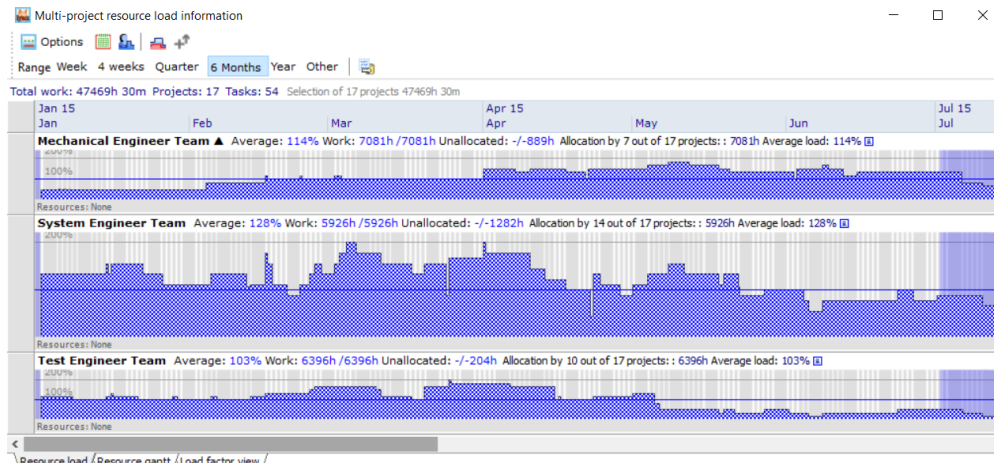 Multi-project resource load information
Options
Range Week 4 weeks Quarter 6 Months Year Other
Total work: 47469h 30m Projects: 17 Tasks: 54 Selection of 17 projects 47469h 30m
Jan 15 Apr 15 Jul 15
Jan Feb Mar Apr May Jun Jul
Mechanical Engineer Team ▲ Average: 114% Work: 7081h /7081h Unallocated: -/-889h Allocation by 7 out of 17 projects: : 7081h Average load: 114%
200%
100%
Resources: None
System Engineer Team Average: 128% Work: 5926h /5926h Unallocated: -/-1282h Allocation by 14 out of 17 projects: : 5926h Average load: 128%
200%
Resources: None
Test Engineer Team Average: 103% Work: 6396h /6396h Unallocated: -/-204h Allocation by 10 out of 17 projects: : 6396h Average load: 103%
200%
100%
Resources: None
Resource load Resource gantt Load factor view